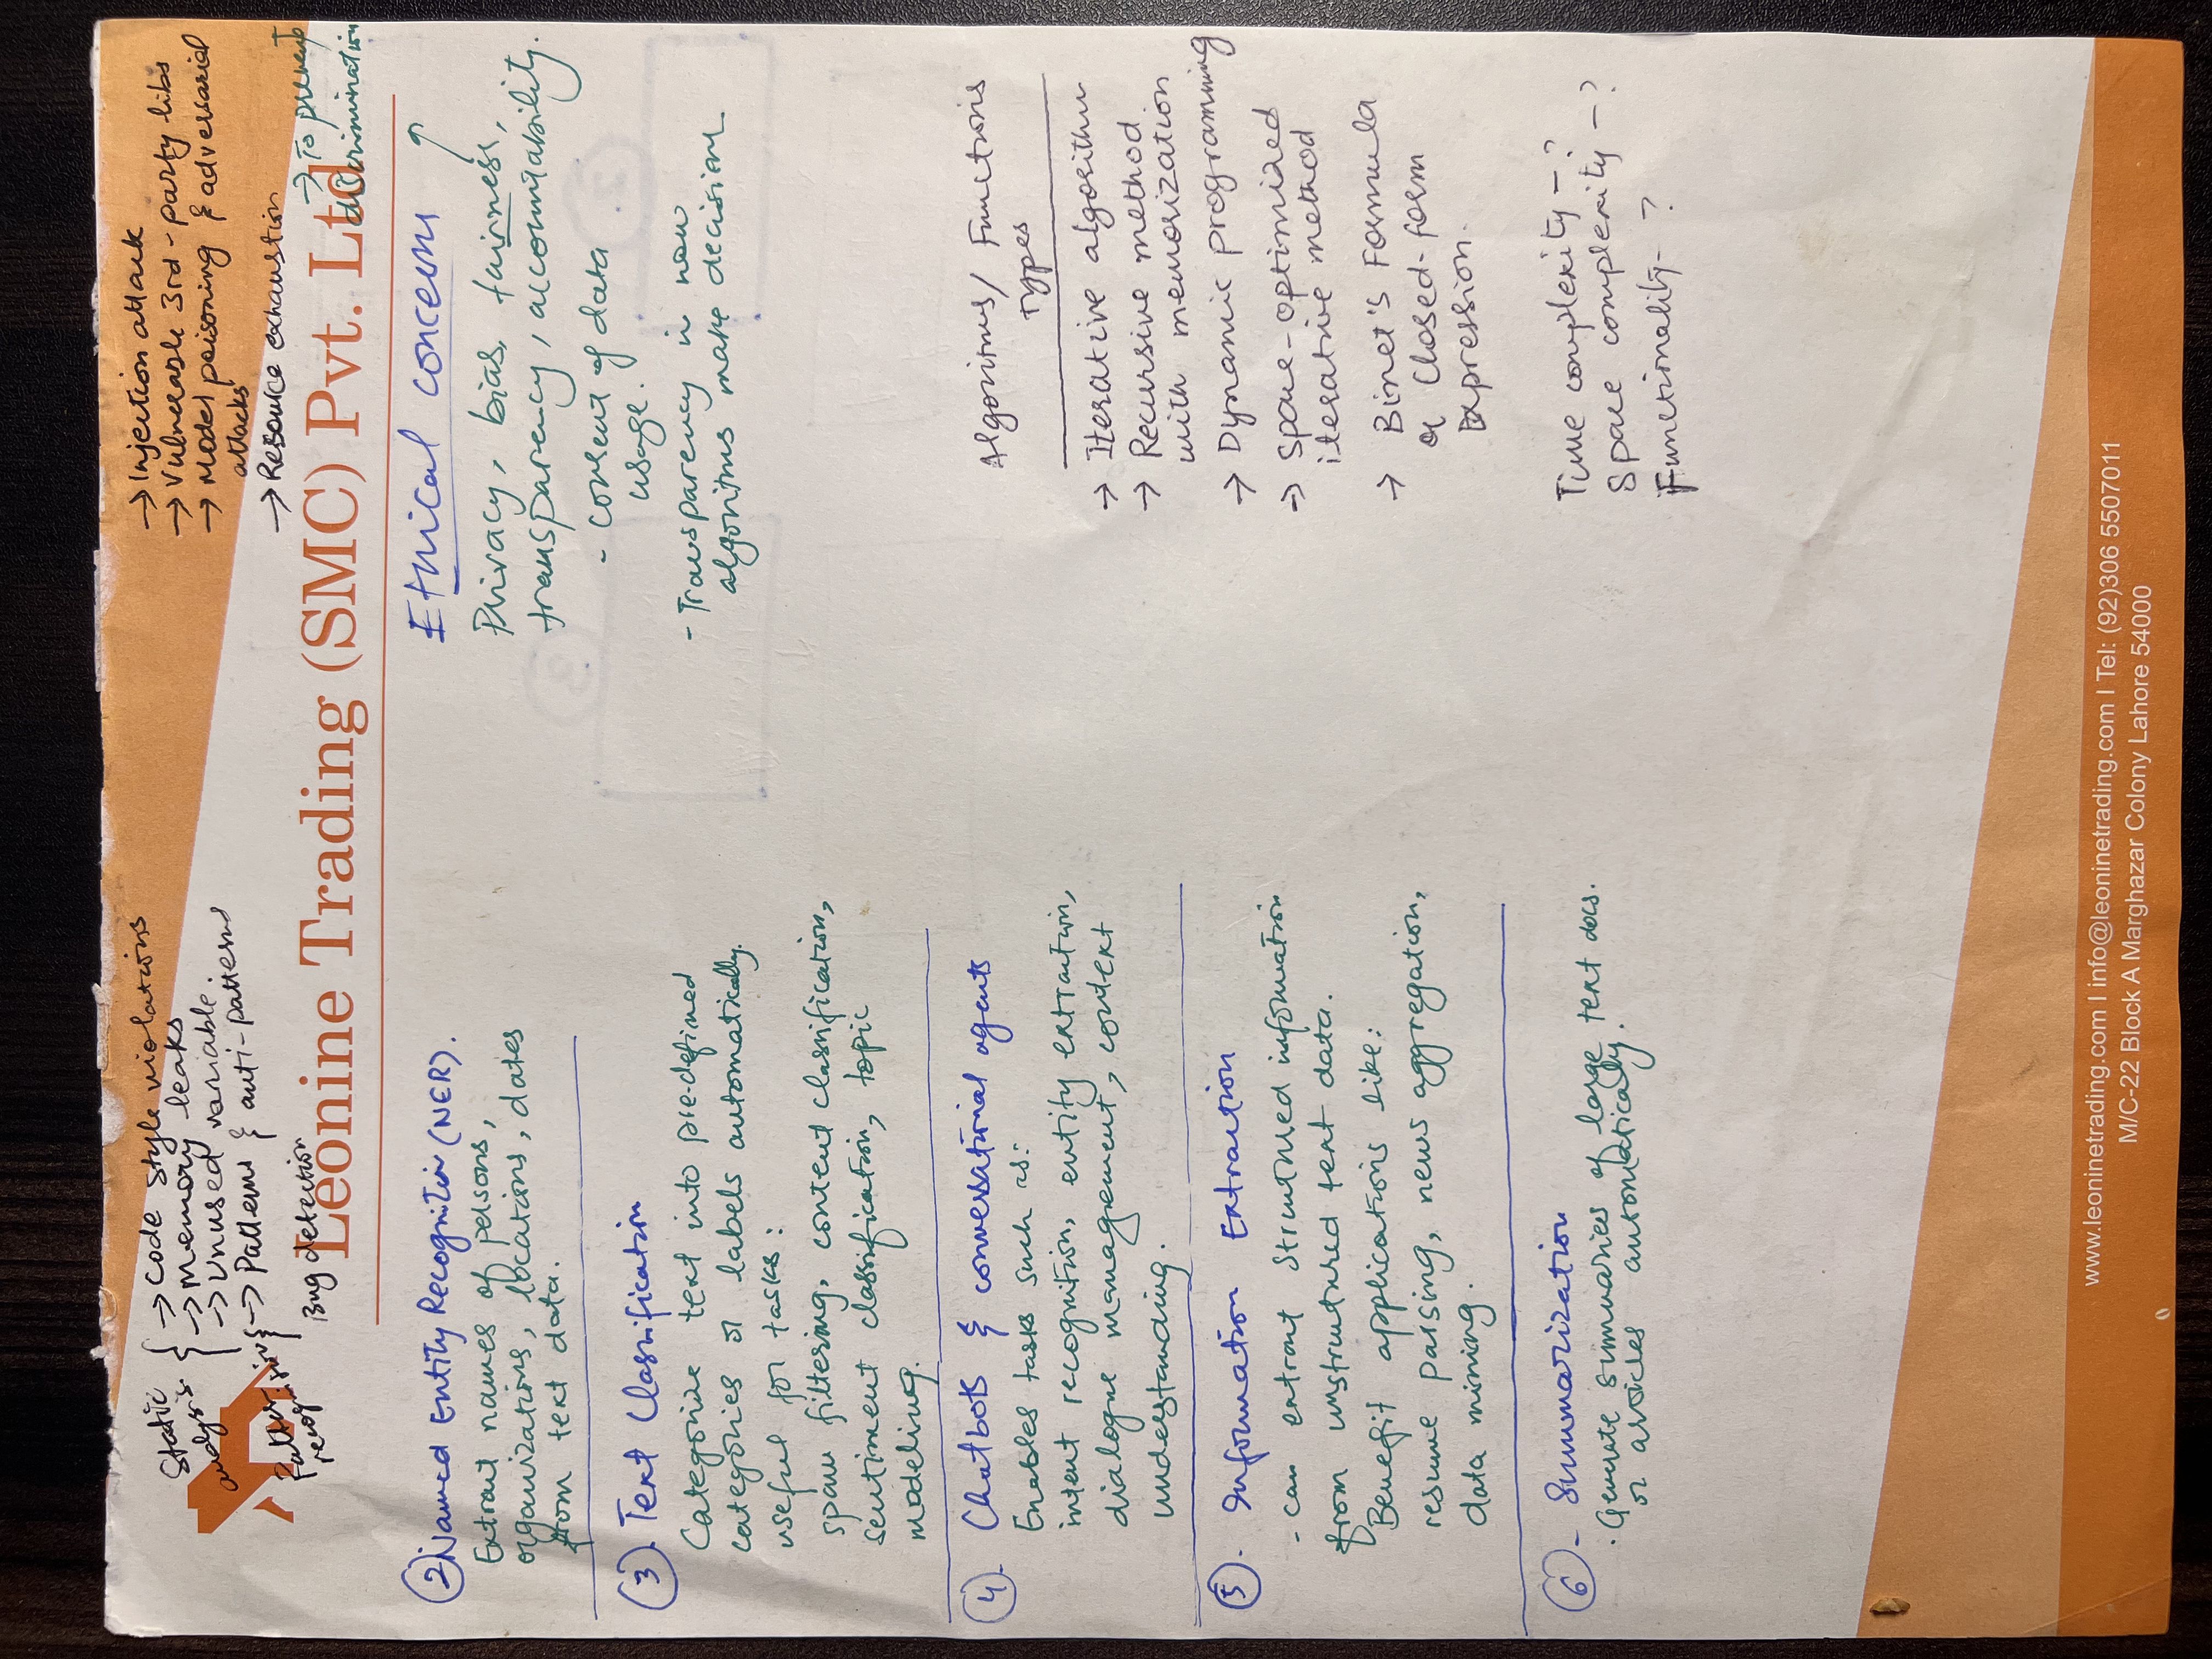 Static
analysis
→ Code style violations
→ Memory leaks
→ Unused variable.
→ Patterns & anti-patterns
Pattern
recog
Bug detection
→ Injection attack
→ Vulnerable 3rd-party libs
→ Model poisoning & adversarial
attacks
→ Resource exhaustion
→ To prevent
discrimination
Leonine Trading (SMC) Pvt. Ltd
② Named Entity Recognition (NER).
Extract names of persons,
organizations, locations, dates
from text data.
③. Text Classification
Categorize text into pre-defined
categories or labels automatically.
useful for tasks:
spam filtering, content classification,
sentiment classification, topic
modeling.
④. Chatbots & conversational agents
Enables tasks such as:
intent recognition, entity extraction,
dialogue management, context
understanding.
⑤. Information Extraction
- can extract structured information
from unstructured text data.
Benefit applications like:
resume parsing, news aggregation,
data mining.
⑥- Summarization
. Generate summaries of large text docs.
or articles automatically.
Ethical concern
Privacy, bias, fairness,
transparency, accountability.
- consent of data
usage.
- Transparency in how
algorithms make decision
Algorithms/Functions
Types
→ Iterative algorithm
→ Recursive method
with memorization
→ Dynamic programming
→ Space-optimized
iterative method
→ Binet's Formula
or Closed-form
Expression.
Time complexity -?
Space complexity -?
Functionality- ?
www.leoninetrading.com I info@leoninetrading.com I Tel: (92)306 5507011
M/C-22 Block A Marghazar Colony Lahore 54000